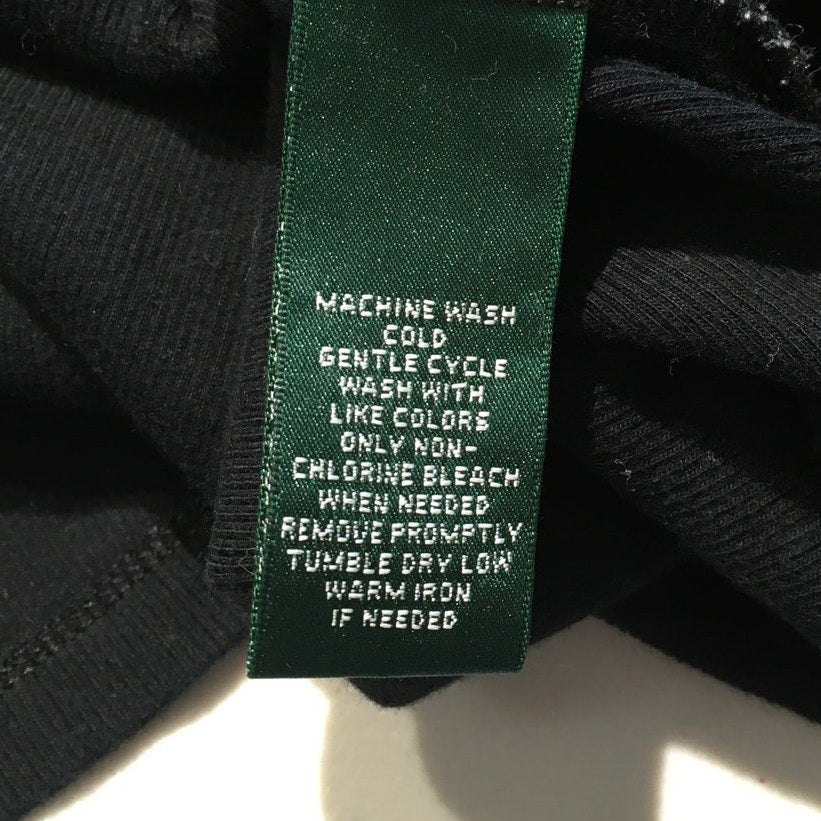 MACHINE WASH
COLD
GENTLE CYCLE
WASH WITH
LIKE COLORS
ONLY NON-
CHLORINE BLEACH
WHEN NEEDED
REMOVE PROMPTLY
TUMBLE DRY LOW
WARM IRON
IF NEEDED